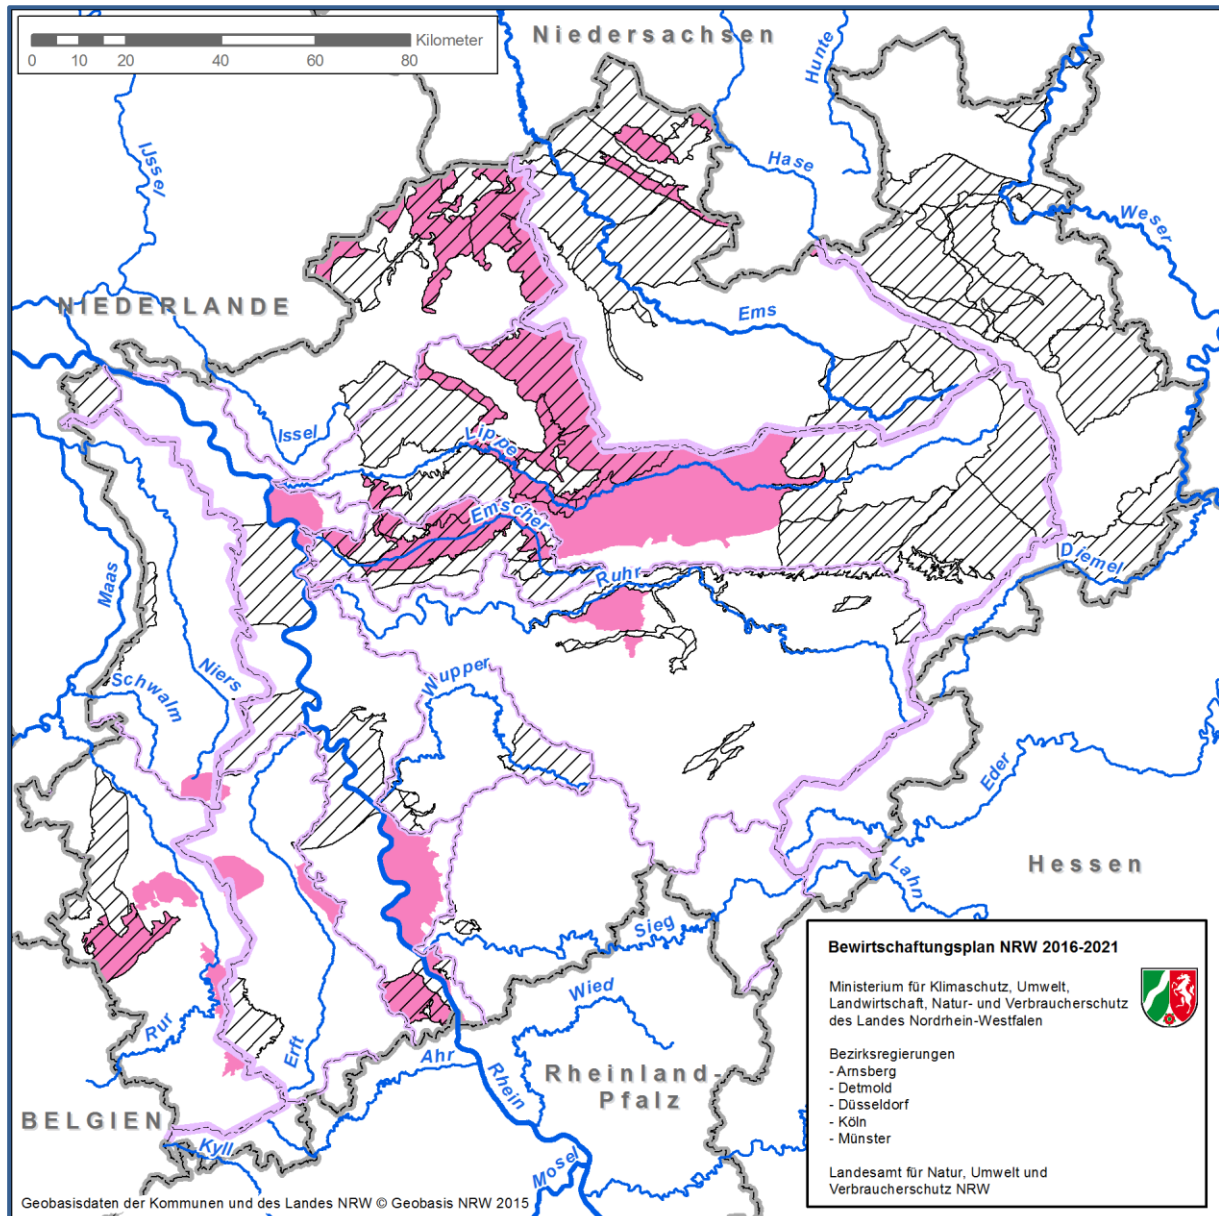 Kilometer
0 10 20 40 60 80
Niedersachsen
Hunte
IJssel
Hase
Weser
NIEDERLANDE
Ems
Issel
Lippe
Emscher
Ruhr
Diemel
Maas
Niers
Schwalm
Wupper
Eder
Hessen
Lahn
Sieg
Wied
Rur
Erft
Ahr
Rhein
Rheinland-
Pfalz
BELGIEN
Kyll
Mosel
Bewirtschaftungsplan NRW 2016-2021
Ministerium für Klimaschutz, Umwelt,
Landwirtschaft, Natur- und Verbraucherschutz
des Landes Nordrhein-Westfalen
Bezirksregierungen
- Arnsberg
- Detmold
- Düsseldorf
- Köln
- Münster
Landesamt für Natur, Umwelt und
Verbraucherschutz NRW
Geobasisdaten der Kommunen und des Landes NRW © Geobasis NRW 2015